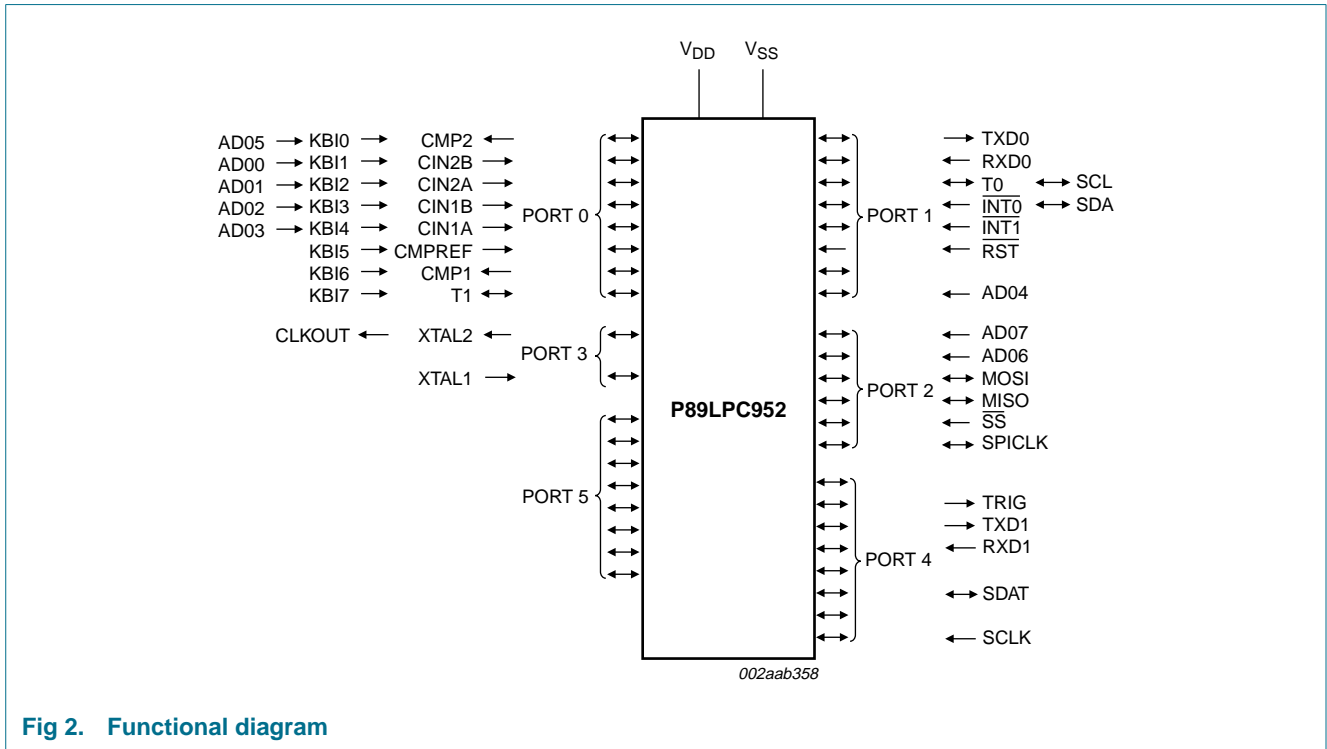 VDD VSS
AD05 KBI0 CMP2 TXD0
AD00 KBI1 CIN2B RXD0
AD01 KBI2 CIN2A T0 SCL
AD02 KBI3 CIN1B PORT 0 PORT 1 INT0 SDA
AD03 KBI4 CIN1A INT1
KBI5 CMPREF RST
KBI6 CMP1
KBI7 T1 AD04
CLKOUT XTAL2 AD07
PORT 3 AD06
XTAL1 MOSI
PORT 2
MISO
P89LPC952
SS
SPICLK
PORT 5 TRIG
TXD1
RXD1
PORT 4
SDAT
SCLK
002aab358
Fig 2. Functional diagram